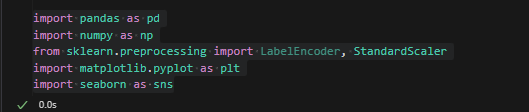 import pandas as pd
import numpy as np
from sklearn.preprocessing import LabelEncoder, StandardScaler
import matplotlib.pyplot as plt
import seaborn as sns
0.0s